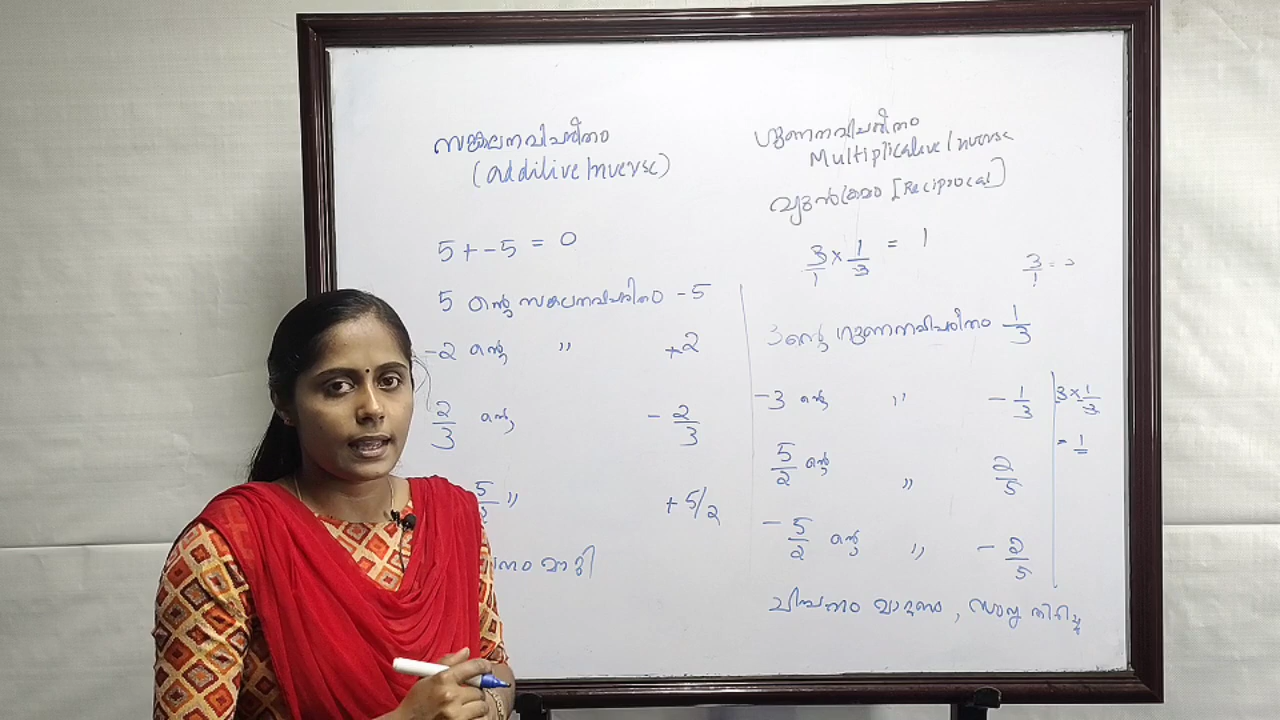 സങ്കലനവിപരീതം
(additive Inverse)
5 + -5 = 0
5 ന്റെ സങ്കലനവിപരീതം -5
-2 ന്റെ " +2
2/3 ന്റെ - 2/3
5/2 " + 5/2
മാറി
ഗുണനവിപരീതം
Multiplicative Inverse
വ്യുൽക്രമം [Reciprocal]
3/1 × 1/3 = 1
3/1 =
3ന്റെ ഗുണനവിപരീതം 1/3
-3 ന്റെ " - 1/3
5/2 ന്റെ " 2/5
- 5/2 ന്റെ " - 2/5
ചിഹ്നം
3 × 1/3
= 1